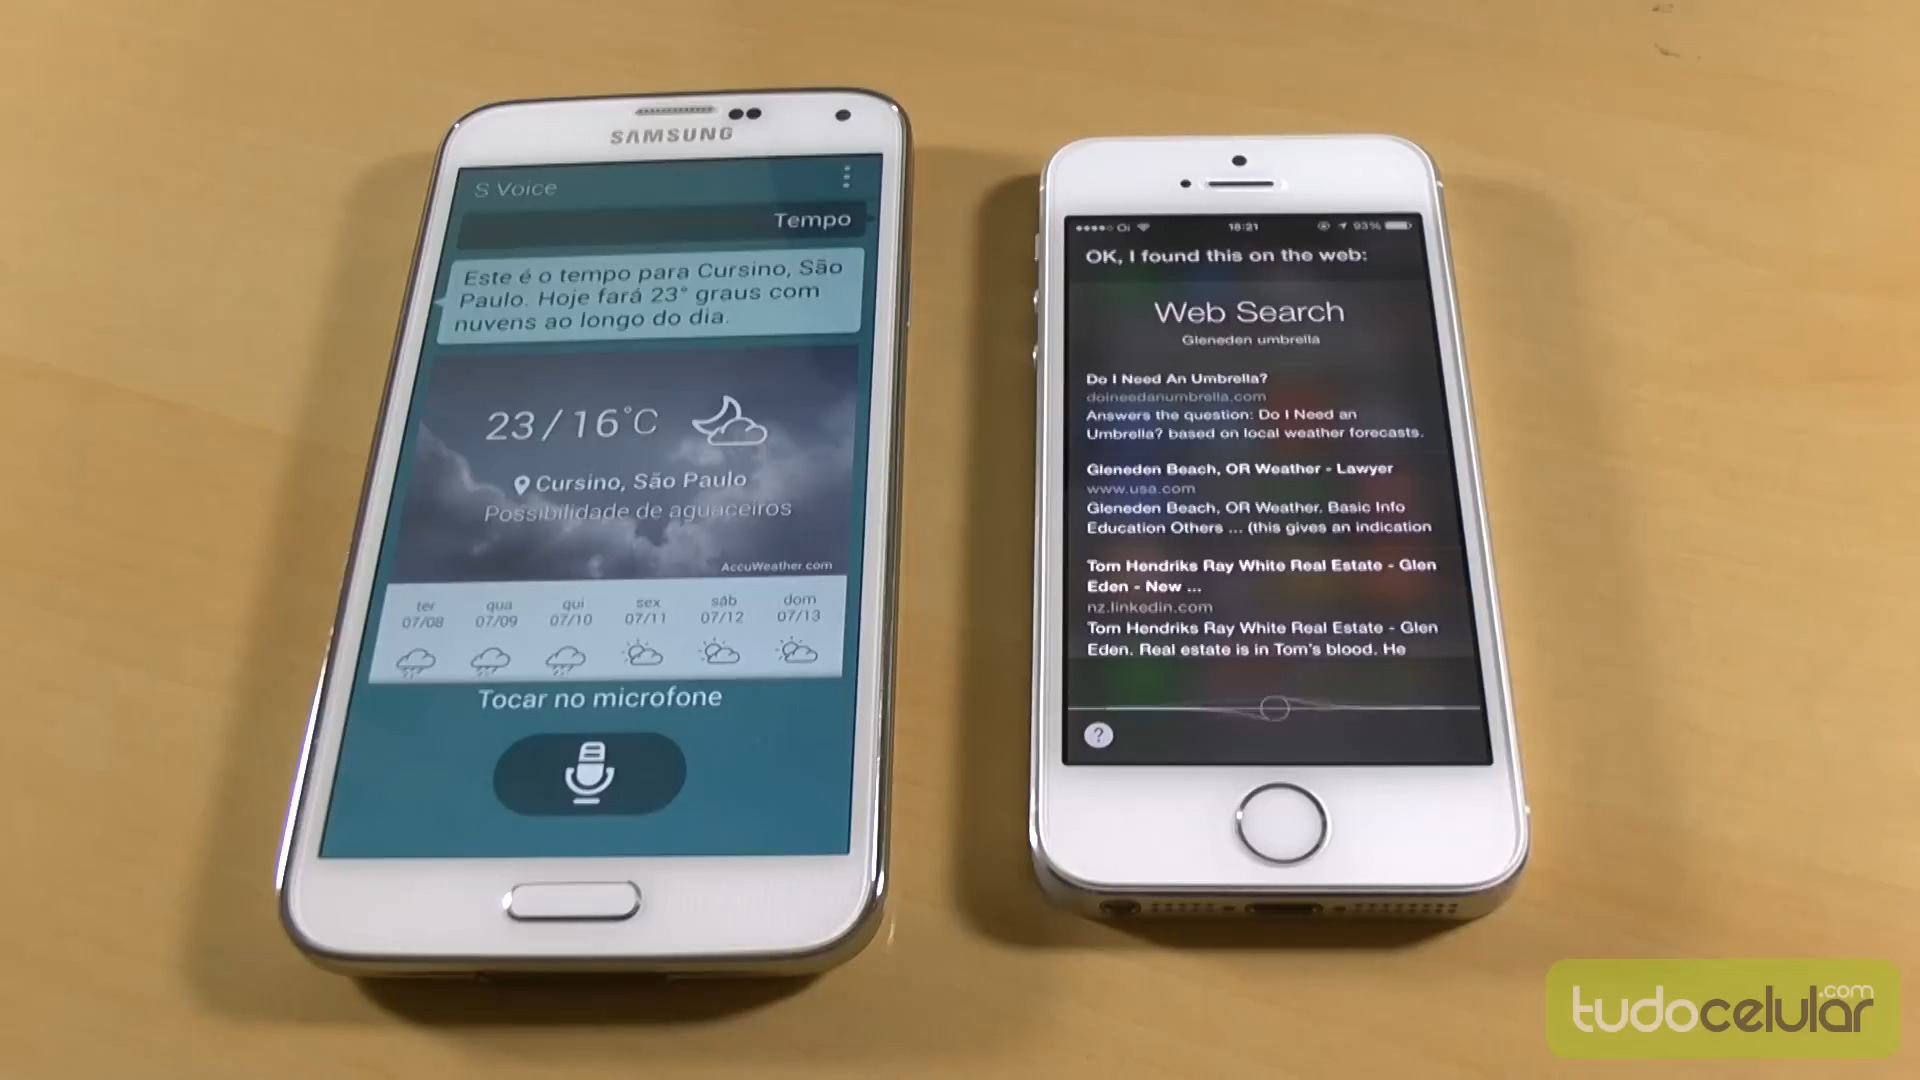 SAMSUNG
S Voice
Tempo
Este é o tempo para Cursino, São
Paulo. Hoje fará 23° graus com
nuvens ao longo do dia.
23/16°C
Cursino, São Paulo
Possibilidade de aguaceiros
AccuWeather.com
ter qua qui sex sáb dom
07/08 07/09 07/10 07/11 07/12 07/13
Tocar no microfone
Oi 18:21 93%
OK, I found this on the web:
Web Search
Gleneden umbrella
Do I Need An Umbrella?
doineedanumbrella.com
Answers the question: Do I Need an
Umbrella? based on local weather forecasts.
Gleneden Beach, OR Weather - Lawyer
www.usa.com
Gleneden Beach, OR Weather. Basic Info
Education Others ... (this gives an indication
Tom Hendriks Ray White Real Estate - Glen
Eden - New ...
nz.linkedin.com
Tom Hendriks Ray White Real Estate - Glen
Eden. Real estate is in Tom's blood. He
?
tudocelular.com